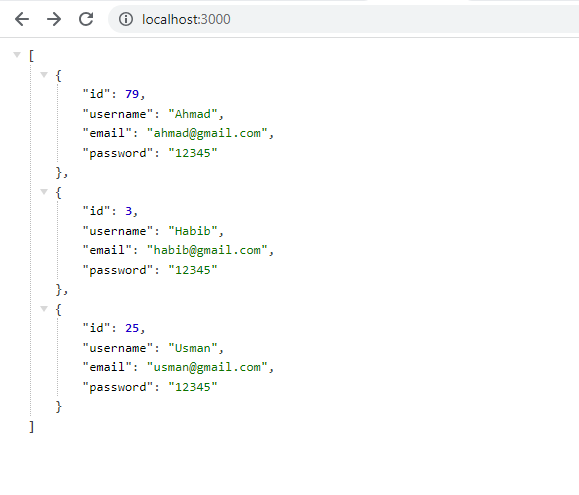 localhost:3000
[
{
"id": 79,
"username": "Ahmad",
"email": "ahmad@gmail.com",
"password": "12345"
},
{
"id": 3,
"username": "Habib",
"email": "habib@gmail.com",
"password": "12345"
},
{
"id": 25,
"username": "Usman",
"email": "usman@gmail.com",
"password": "12345"
}
]